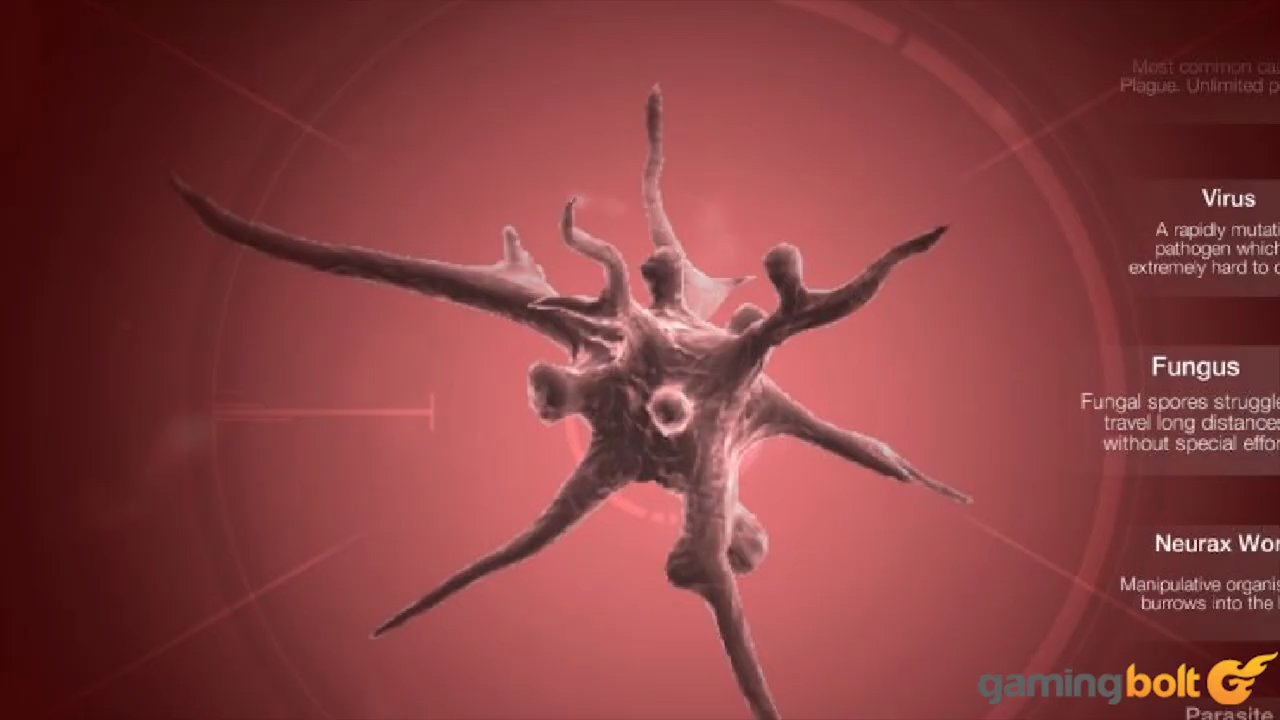 Most common ca
Plague. Unlimited p
Virus
A rapidly mutati
pathogen which
extremely hard to c
Fungus
Fungal spores struggle
travel long distances
without special effor
Neurax Wor
Manipulative organis
burrows into the
gamingbolt
Parasite